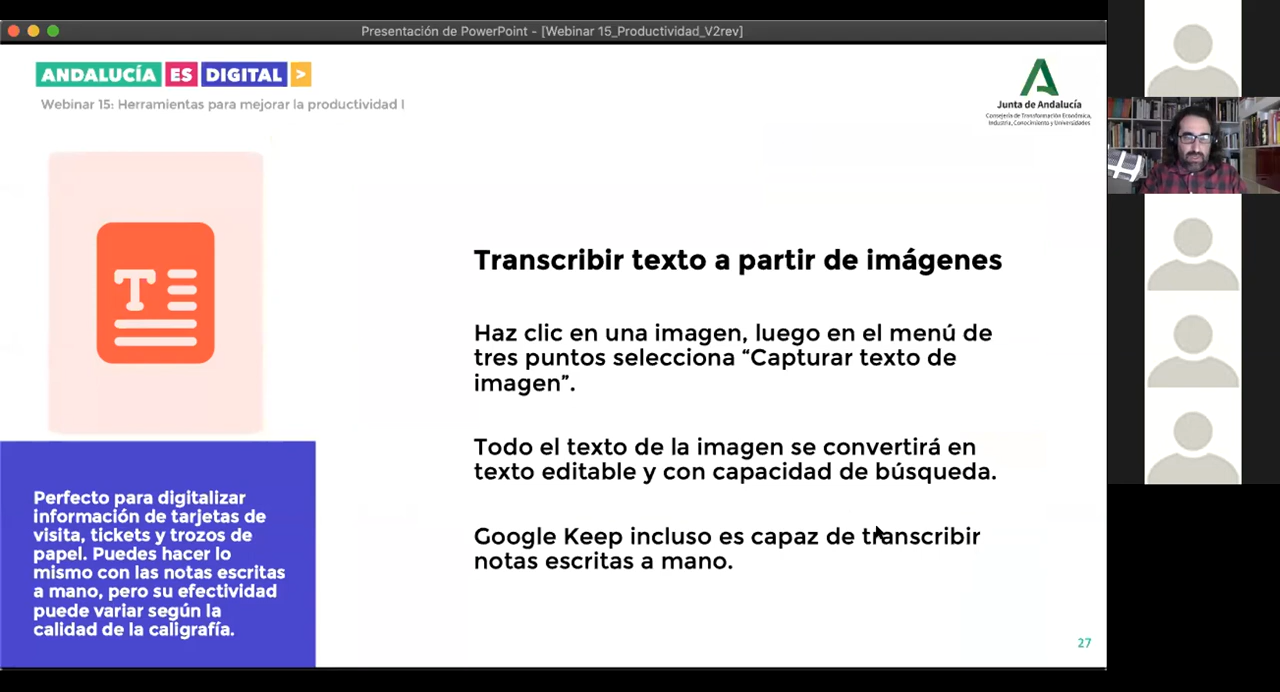 Presentación de PowerPoint - [Webinar 15_Productividad_V2rev]
ANDALUCÍA ES DIGITAL >
Webinar 15: Herramientas para mejorar la productividad I
Junta de Andalucía
Consejería de Transformación Económica,
Industria, Conocimiento y Universidades
T
Transcribir texto a partir de imágenes
Haz clic en una imagen, luego en el menú de
tres puntos selecciona “Capturar texto de
imagen”.
Todo el texto de la imagen se convertirá en
texto editable y con capacidad de búsqueda.
Google Keep incluso es capaz de transcribir
notas escritas a mano.
Perfecto para digitalizar
información de tarjetas de
visita, tickets y trozos de
papel. Puedes hacer lo
mismo con las notas escritas
a mano, pero su efectividad
puede variar según la
calidad de la caligrafía.
27